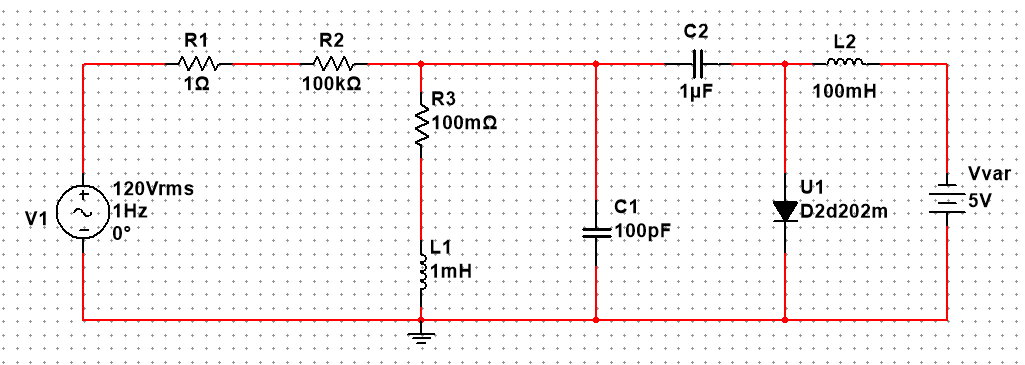 R1
1Ω
R2
100kΩ
R3
100mΩ
C2
1µF
L2
100mH
V1
120Vrms
1Hz
0°
L1
1mH
C1
100pF
U1
D2d202m
Vvar
5V